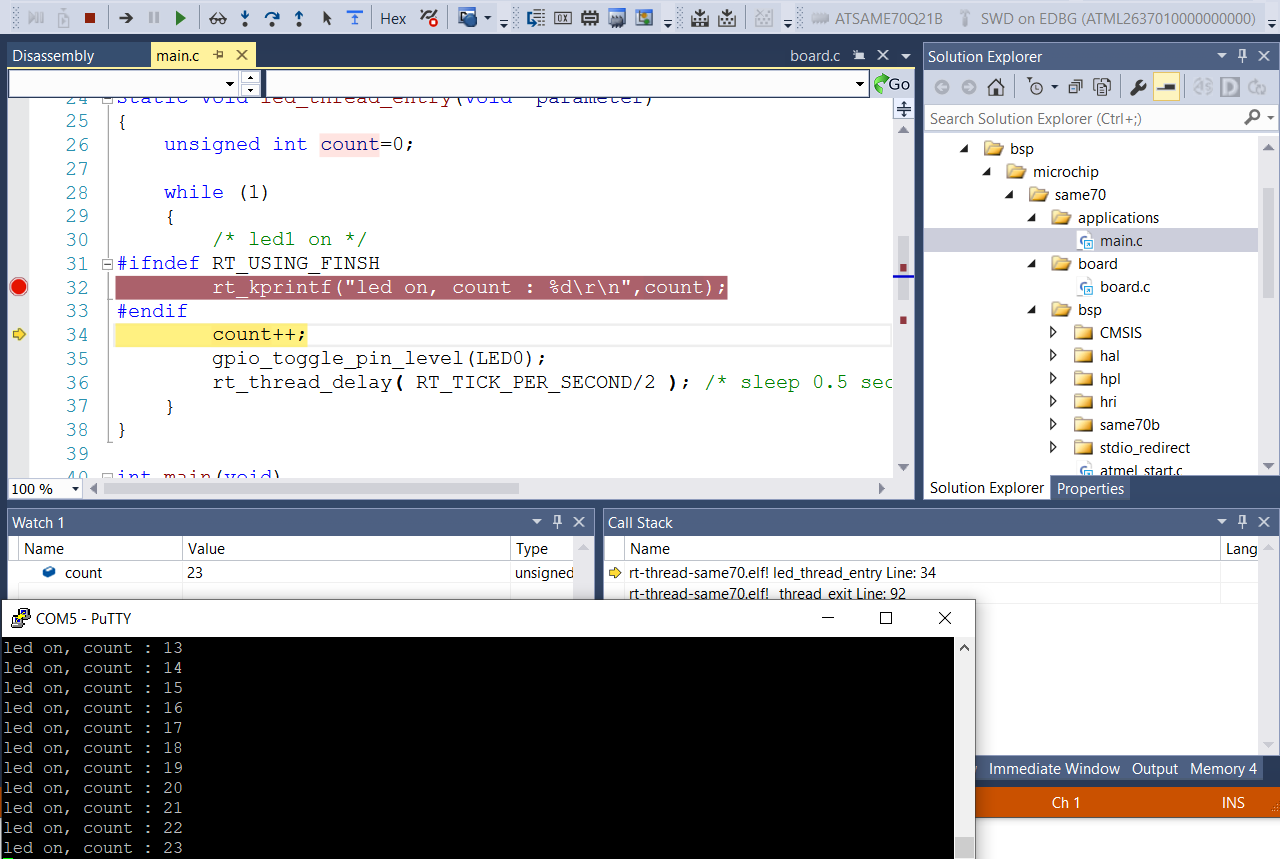 Hex ATSAME70Q21B SWD on EDBG (ATML2637010000000000)
Disassembly main.c board.c
Go
24 static void led_thread_entry(void* parameter)
25 {
26 unsigned int count=0;
27
28 while (1)
29 {
30 /* led1 on */
31 #ifndef RT_USING_FINSH
32 rt_kprintf("led on, count : %d\r\n",count);
33 #endif
34 count++;
35 gpio_toggle_pin_level(LED0);
36 rt_thread_delay( RT_TICK_PER_SECOND/2 ); /* sleep 0.5 sec
37 }
38 }
39
40 int main(void)
100 %
Solution Explorer
Search Solution Explorer (Ctrl+;)
bsp
microchip
same70
applications
main.c
board
board.c
bsp
CMSIS
hal
hpl
hri
same70b
stdio_redirect
atmel_start.c
Solution Explorer Properties
Watch 1
Name Value Type
count 23 unsigned
Call Stack
Name Lang
rt-thread-same70.elf! led_thread_entry Line: 34
rt-thread-same70.elf! _thread_exit Line: 92
COM5 - PuTTY
led on, count : 13
led on, count : 14
led on, count : 15
led on, count : 16
led on, count : 17
led on, count : 18
led on, count : 19
led on, count : 20
led on, count : 21
led on, count : 22
led on, count : 23
Immediate Window Output Memory 4
Ch 1 INS